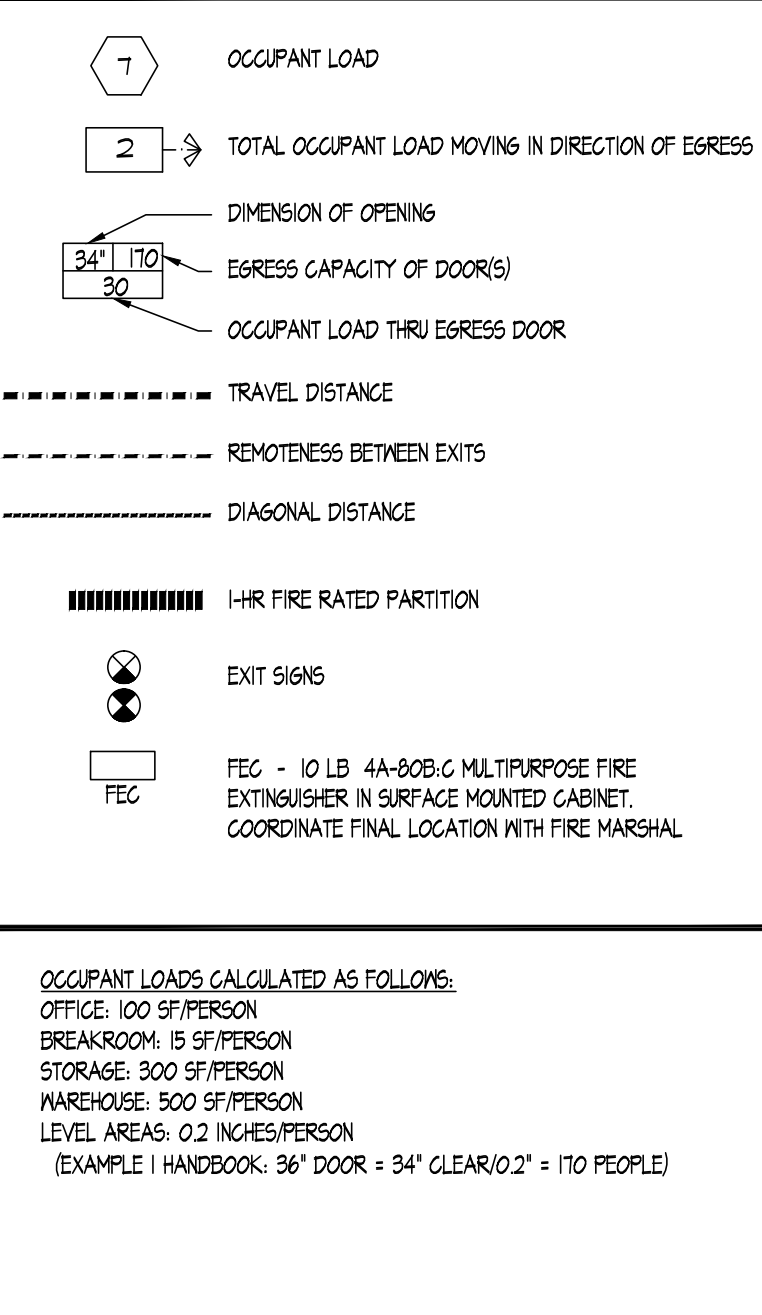 7 OCCUPANT LOAD
2 TOTAL OCCUPANT LOAD MOVING IN DIRECTION OF EGRESS
DIMENSION OF OPENING
34" 170
EGRESS CAPACITY OF DOOR(S)
30
OCCUPANT LOAD THRU EGRESS DOOR
TRAVEL DISTANCE
REMOTENESS BETWEEN EXITS
DIAGONAL DISTANCE
1-HR FIRE RATED PARTITION
EXIT SIGNS
FEC - 10 LB 4A-80B:C MULTIPURPOSE FIRE
EXTINGUISHER IN SURFACE MOUNTED CABINET.
COORDINATE FINAL LOCATION WITH FIRE MARSHAL
FEC
OCCUPANT LOADS CALCULATED AS FOLLOWS:
OFFICE: 100 SF/PERSON
BREAKROOM: 15 SF/PERSON
STORAGE: 300 SF/PERSON
WAREHOUSE: 500 SF/PERSON
LEVEL AREAS: 0.2 INCHES/PERSON
(EXAMPLE 1 HANDBOOK: 36" DOOR = 34" CLEAR/0.2" = 170 PEOPLE)